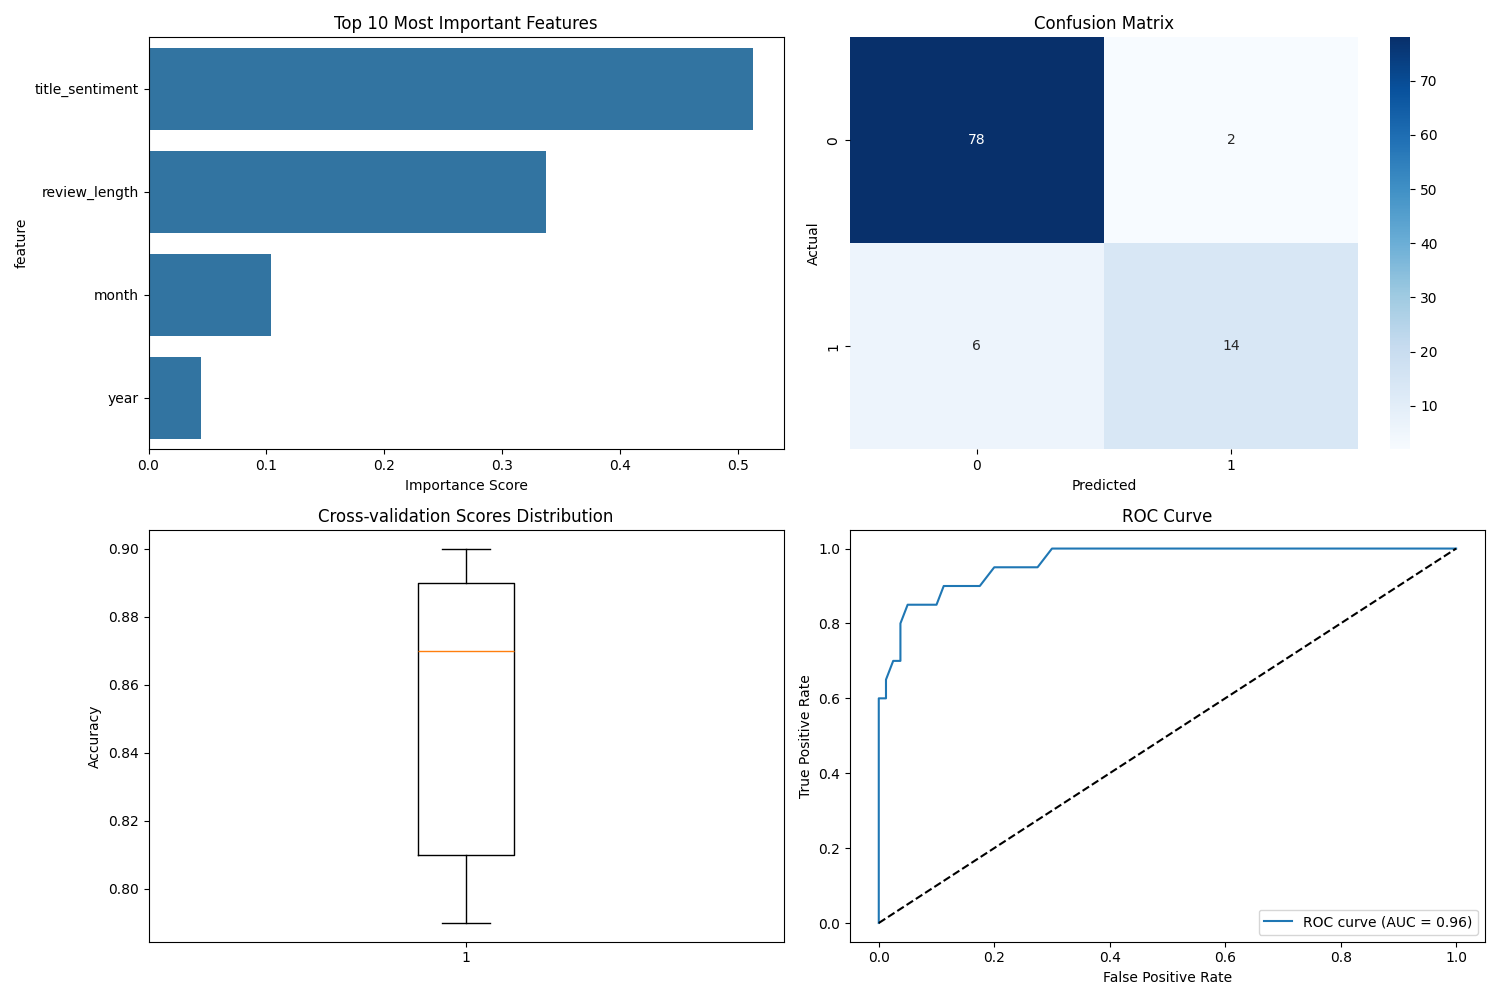 Top 10 Most Important Features
feature
title_sentiment
review_length
month
year
0.0 0.1 0.2 0.3 0.4 0.5
Importance Score
Confusion Matrix
Actual
0
1
78 2
6 14
0 1
Predicted
70
60
50
40
30
20
10
Cross-validation Scores Distribution
Accuracy
0.90
0.88
0.86
0.84
0.82
0.80
1
ROC Curve
True Positive Rate
1.0
0.8
0.6
0.4
0.2
0.0
ROC curve (AUC = 0.96)
0.0 0.2 0.4 0.6 0.8 1.0
False Positive Rate